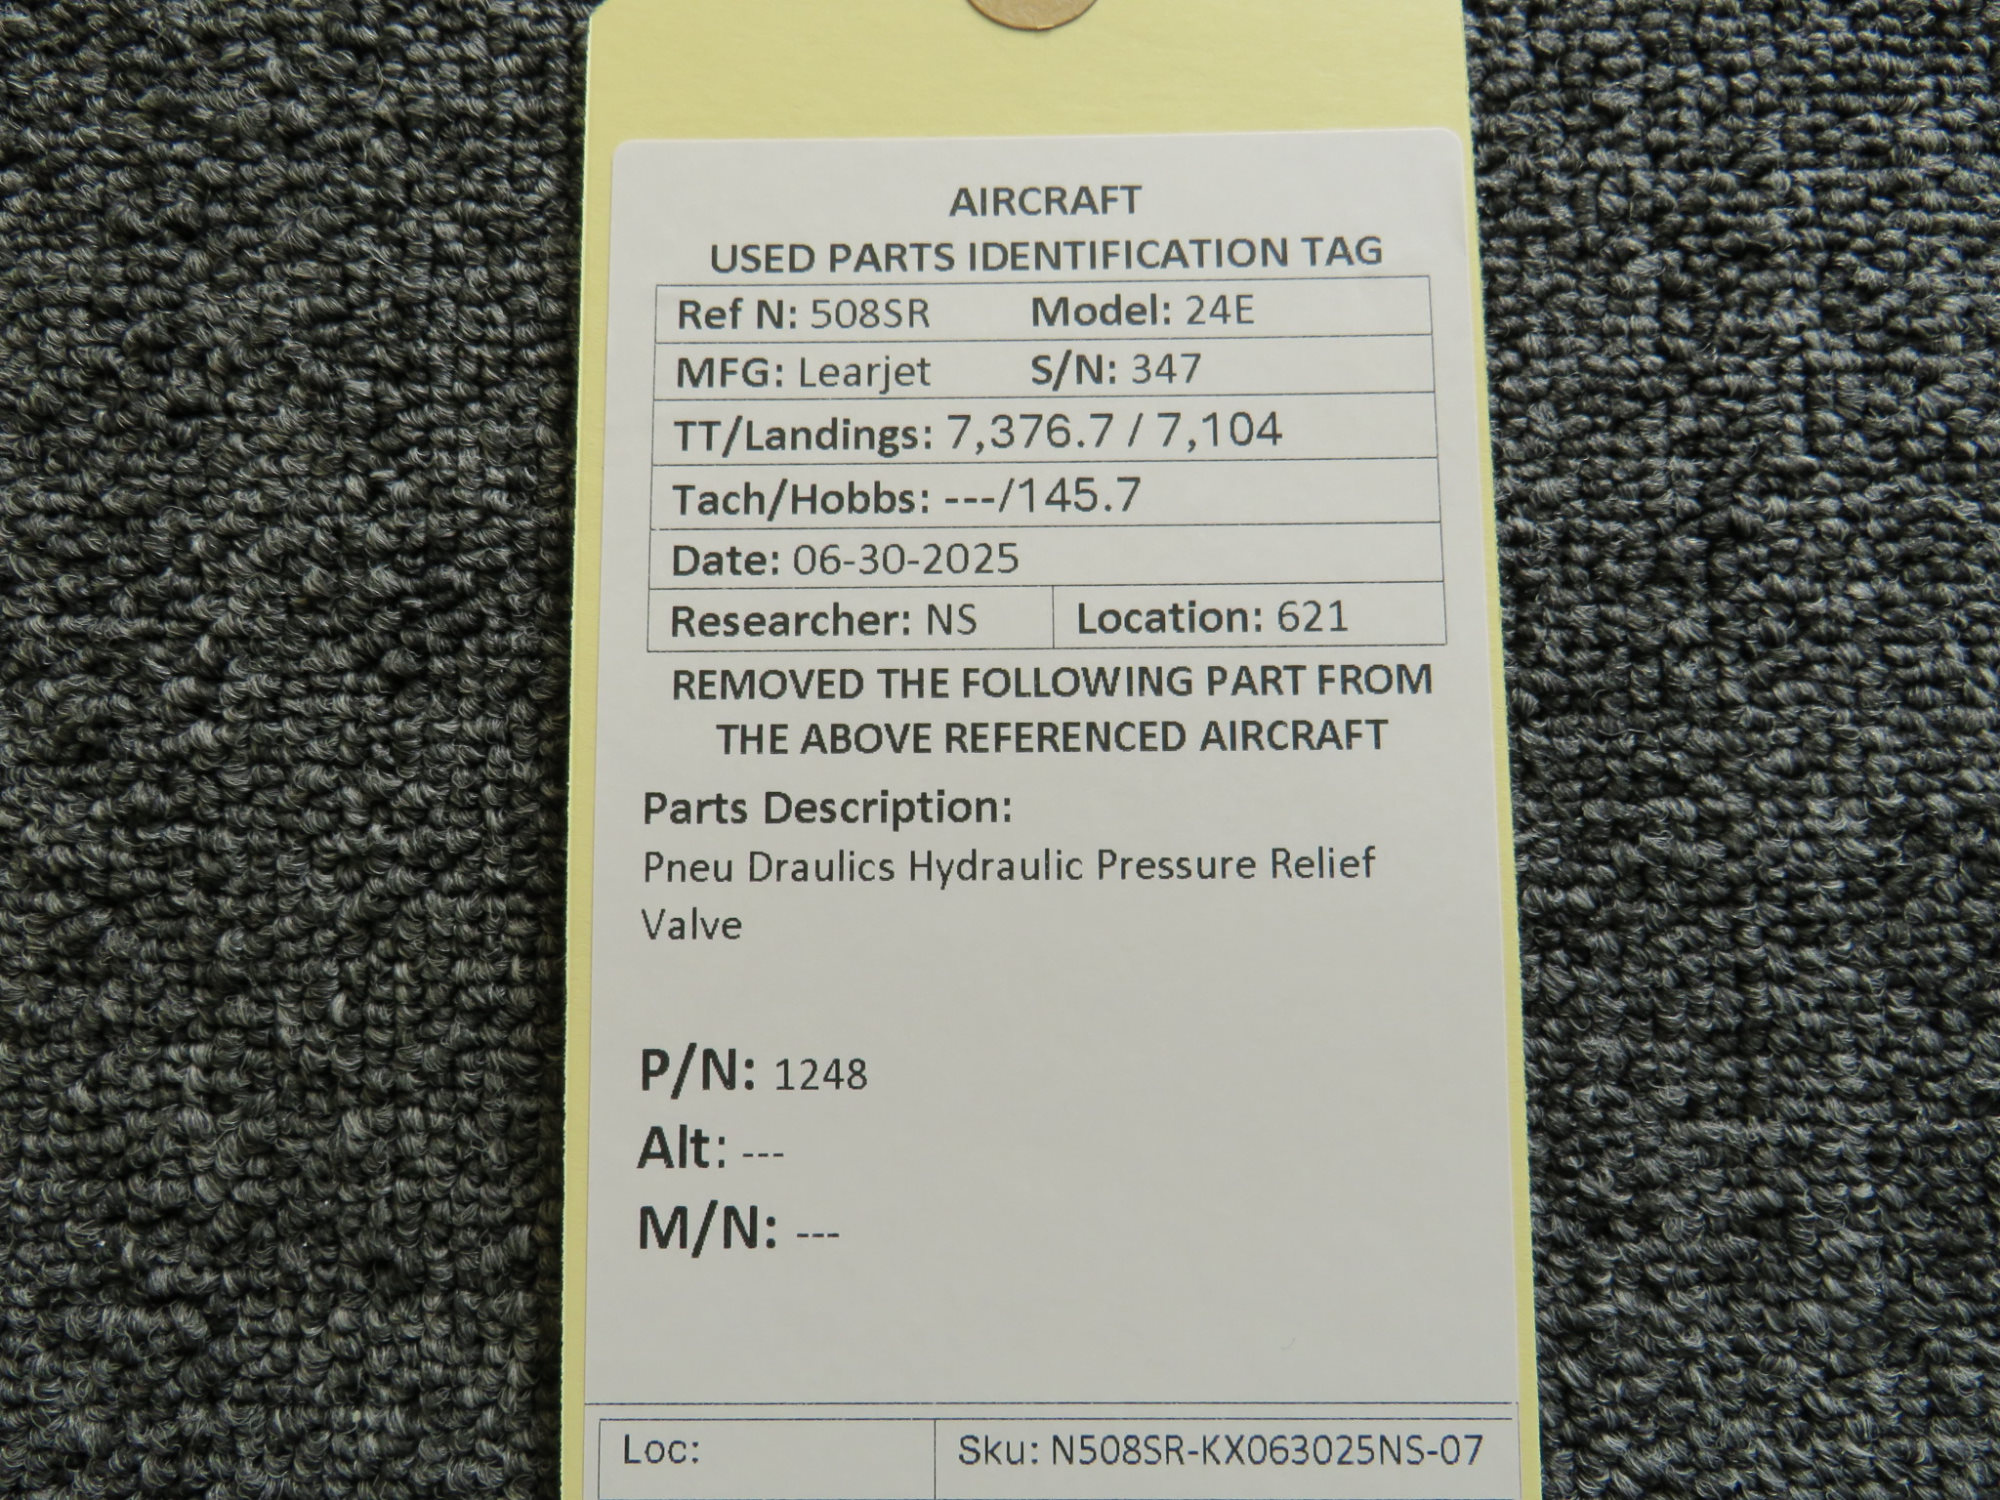 AIRCRAFT
USED PARTS IDENTIFICATION TAG
Ref N: 508SR Model: 24E
MFG: Learjet S/N: 347
TT/Landings: 7,376.7 / 7,104
Tach/Hobbs: ---/145.7
Date: 06-30-2025
Researcher: NS Location: 621
REMOVED THE FOLLOWING PART FROM
THE ABOVE REFERENCED AIRCRAFT
Parts Description:
Pneu Draulics Hydraulic Pressure Relief
Valve
P/N: 1248
Alt: ---
M/N: ---
Loc: Sku: N508SR-KX063025NS-07